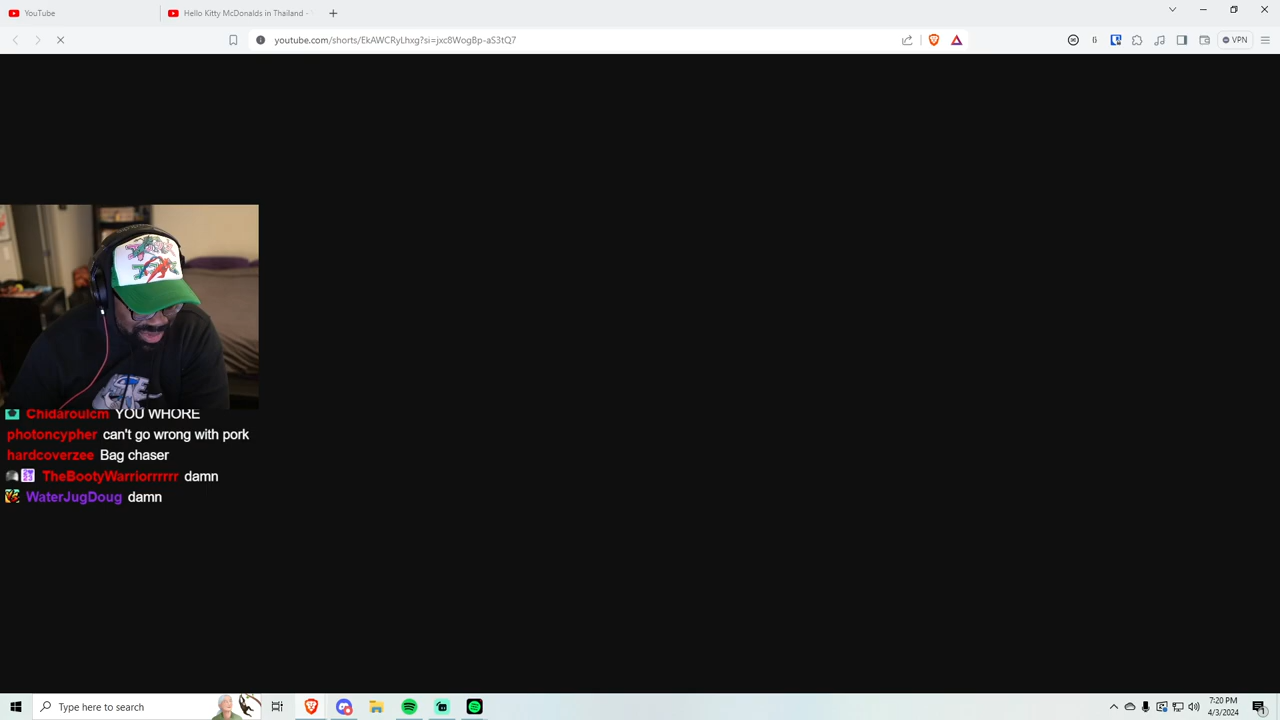 YouTube
Hello Kitty McDonalds in Thailand -
youtube.com/shorts/EkAWCRyLhxg?si=jxc8WogBp-aS3tQ7
VPN
Chidaroulcm YOU WHORE
photoncypher can't go wrong with pork
hardcoverzee Bag chaser
TheBootyWarriorrrrrr damn
WaterJugDoug damn
Type here to search
7:20 PM
4/3/2024